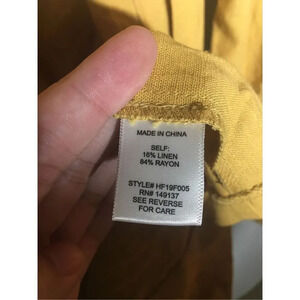 MADE IN CHINA
SELF:
16% LINEN
84% RAYON
STYLE# HF19F005
RN# 149137
SEE REVERSE
FOR CARE